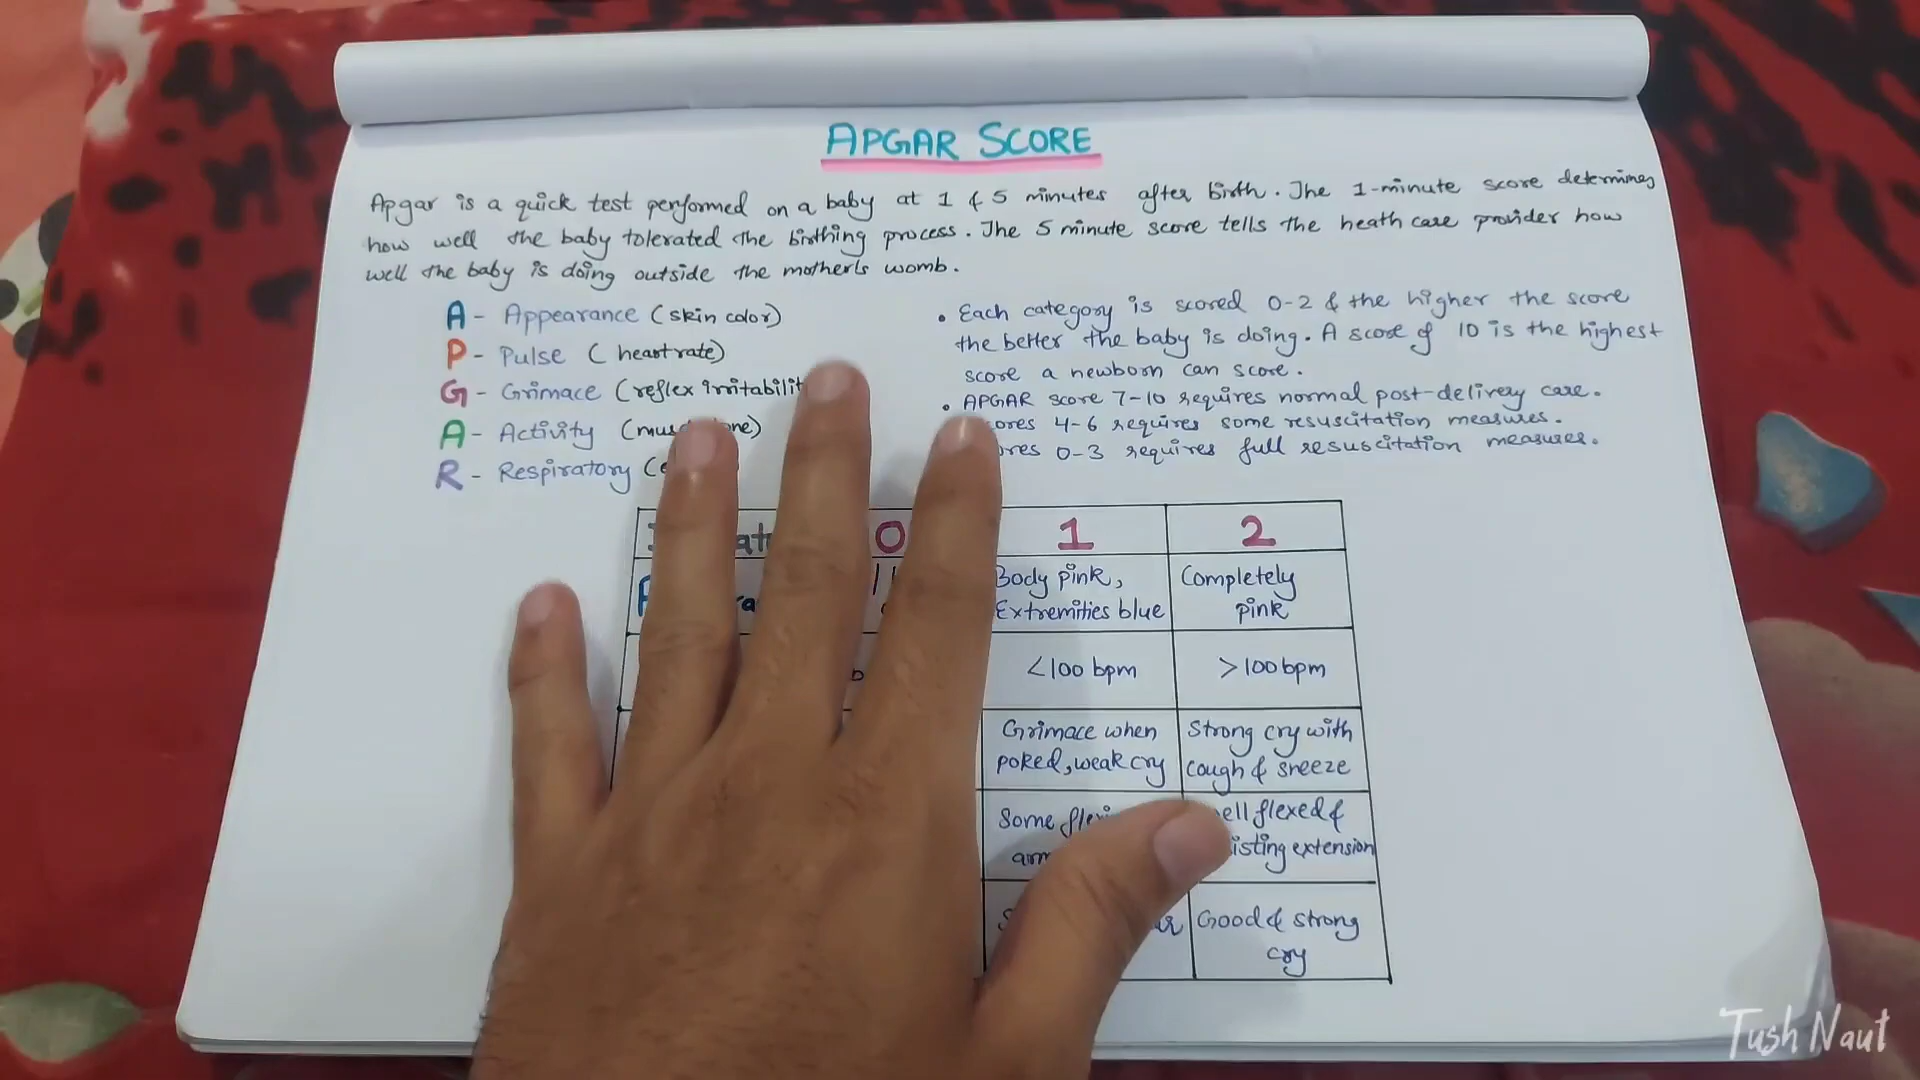 APGAR SCORE
Apgar is a quick test performed on a baby at 1 & 5 minutes after birth. The 1-minute score determines
how well the baby tolerated the birthing process. The 5 minute score tells the heath care provider how
well the baby is doing outside the mother's womb.
A - Appearance (skin color)
P - Pulse (heart rate)
G - Grimace (reflex
A - Activity
R - Respiratory
• Each category is scored 0-2 & the higher the score
the better the baby is doing. A score of 10 is the highest
score a newborn can score.
• APGAR score 7-10 requires normal post-delivery care.
4-6 requires some resuscitation measures.
0-3 requires full resuscitation measures.
0 1 2
Body pink, Completely
Extremities blue pink
<100 bpm >100 bpm
Grimace when Strong cry with
poked, weak cry cough & sneeze
Some flexed &
extension
Good & strong
cry
Tush Naut